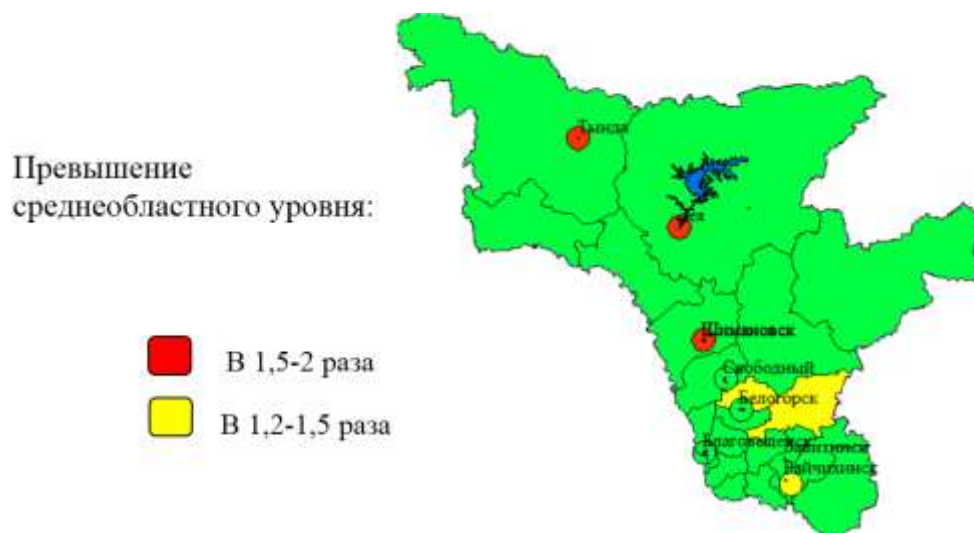 Превышение
среднеобластного уровня:
В 1,5-2 раза
В 1,2-1,5 раза
Тында
Шимановск
Свободный
Белогорск
Благовещенск
Завитинск
Райчихинск